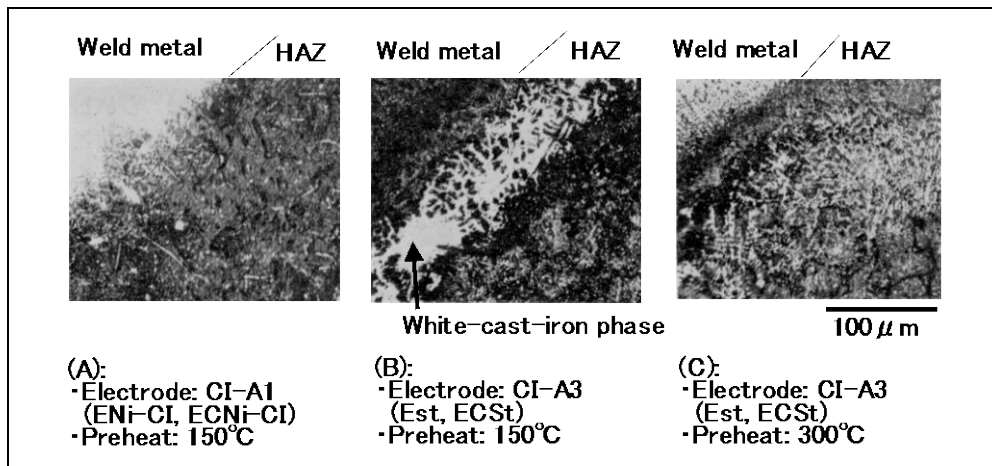 Weld metal / HAZ
Weld metal / HAZ
Weld metal / HAZ
White-cast-iron phase
100 μm
(A):
・Electrode: CI-A1
(ENi-CI, ECNi-CI)
・Preheat: 150°C
(B):
・Electrode: CI-A3
(Est, ECSt)
・Preheat: 150°C
(C):
・Electrode: CI-A3
(Est, ECSt)
・Preheat: 300°C